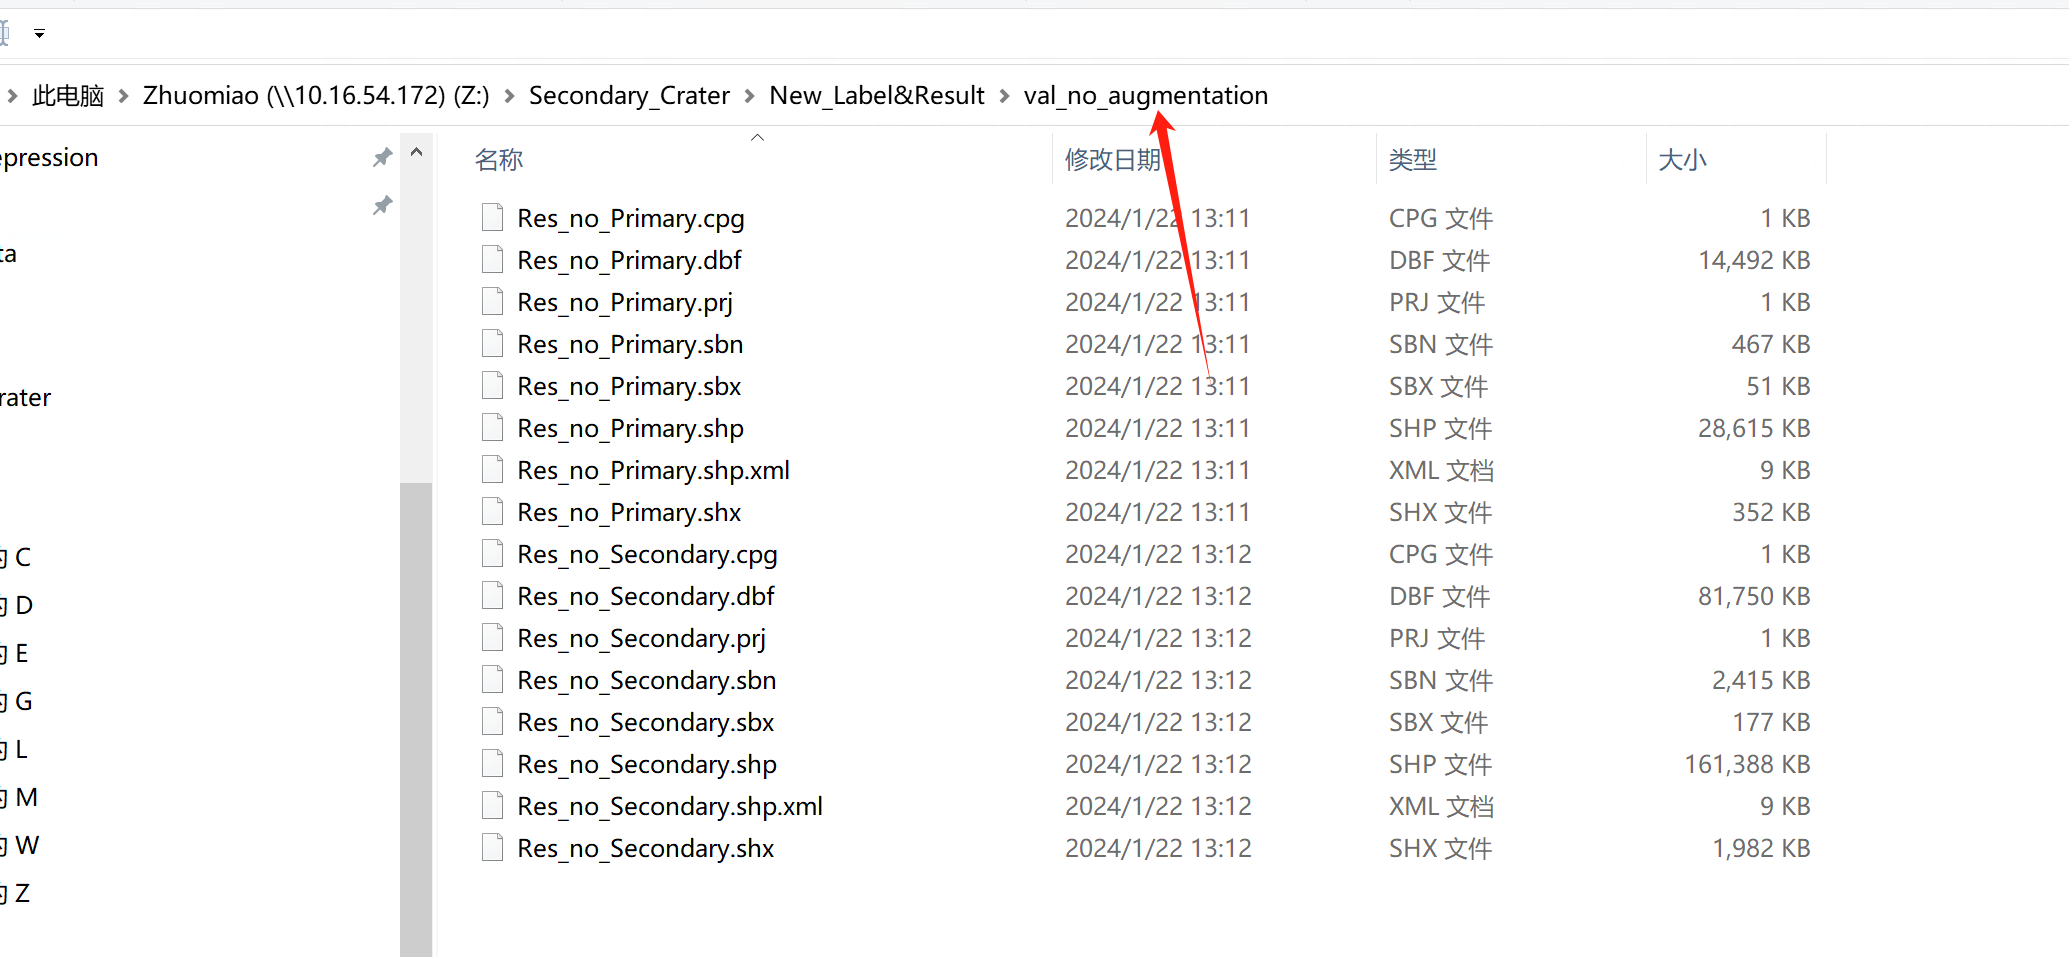 此电脑 Zhuomiao (\\10.16.54.172) (Z:) Secondary_Crater New_Label&Result val_no_augmentation
epression
ta
rater
C
D
E
G
L
M
W
Z
名称 修改日期 类型 大小
Res_no_Primary.cpg 2024/1/22 13:11 CPG 文件 1 KB
Res_no_Primary.dbf 2024/1/22 13:11 DBF 文件 14,492 KB
Res_no_Primary.prj 2024/1/22 13:11 PRJ 文件 1 KB
Res_no_Primary.sbn 2024/1/22 13:11 SBN 文件 467 KB
Res_no_Primary.sbx 2024/1/22 13:11 SBX 文件 51 KB
Res_no_Primary.shp 2024/1/22 13:11 SHP 文件 28,615 KB
Res_no_Primary.shp.xml 2024/1/22 13:11 XML 文档 9 KB
Res_no_Primary.shx 2024/1/22 13:11 SHX 文件 352 KB
Res_no_Secondary.cpg 2024/1/22 13:12 CPG 文件 1 KB
Res_no_Secondary.dbf 2024/1/22 13:12 DBF 文件 81,750 KB
Res_no_Secondary.prj 2024/1/22 13:12 PRJ 文件 1 KB
Res_no_Secondary.sbn 2024/1/22 13:12 SBN 文件 2,415 KB
Res_no_Secondary.sbx 2024/1/22 13:12 SBX 文件 177 KB
Res_no_Secondary.shp 2024/1/22 13:12 SHP 文件 161,388 KB
Res_no_Secondary.shp.xml 2024/1/22 13:12 XML 文档 9 KB
Res_no_Secondary.shx 2024/1/22 13:12 SHX 文件 1,982 KB